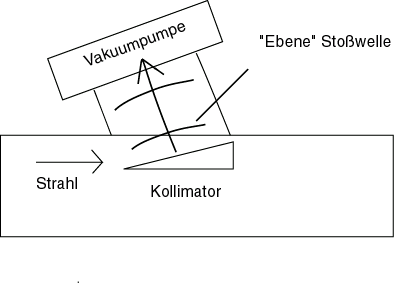 Vakuumpumpe
"Ebene" Stoßwelle
Strahl
Kollimator